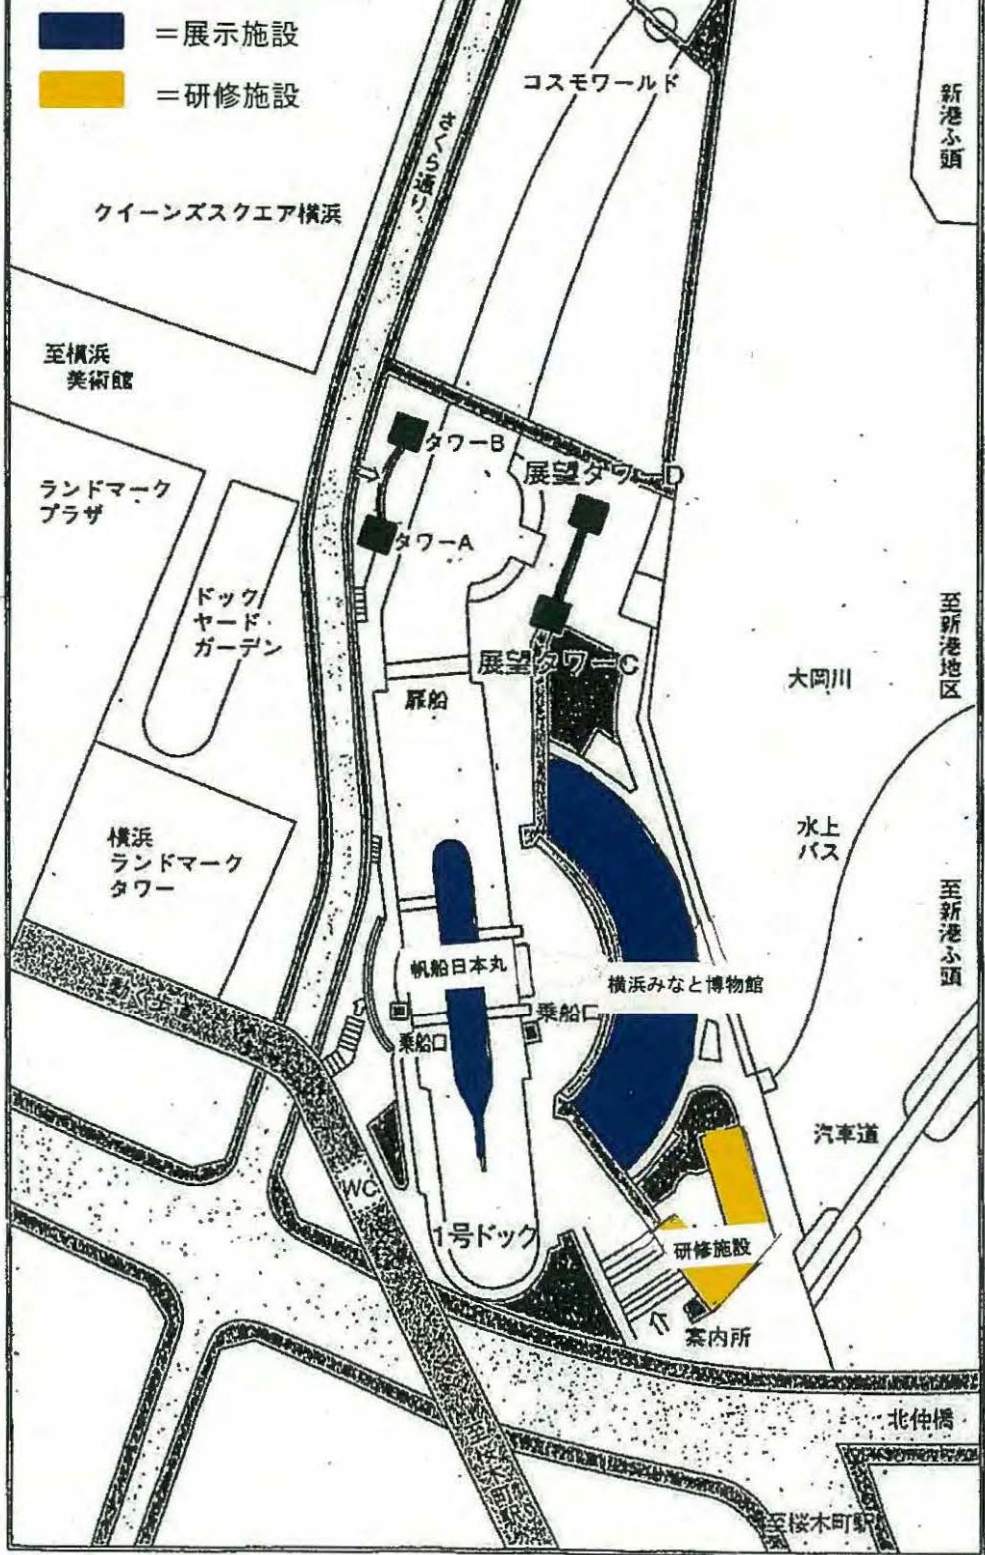 =展示施設
=研修施設
コスモワールド
新港ふ頭
さくら通り
クイーンズスクエア横浜
至横浜
美術館
タワーB
展望タワーD
ランドマーク
プラザ
タワーA
ドック
ヤード
ガーデン
至新港地区
展望タワーC
大岡川
扉船
水上
バス
横浜
ランドマーク
タワー
至新港ふ頭
帆船日本丸
横浜みなと博物館
乗船口
乗船口
汽車道
WC
1号ドック
研修施設
案内所
北仲橋
至桜木町駅